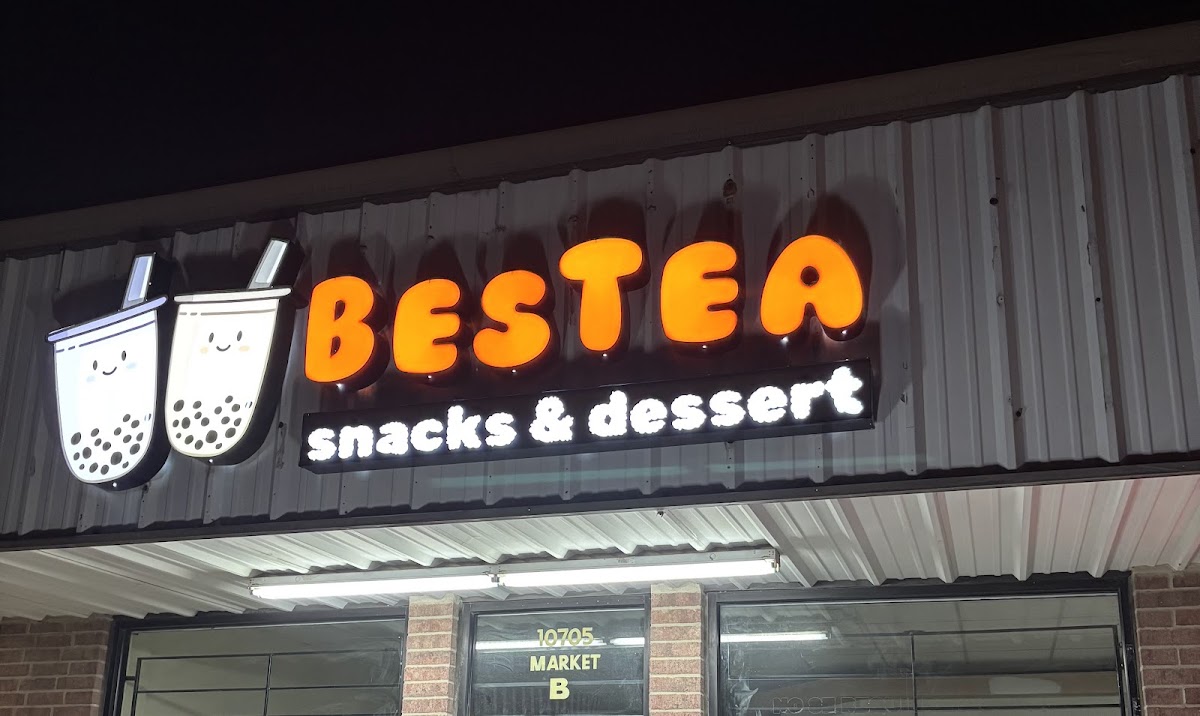 BESTEA
snacks & dessert
10705
MARKET
B